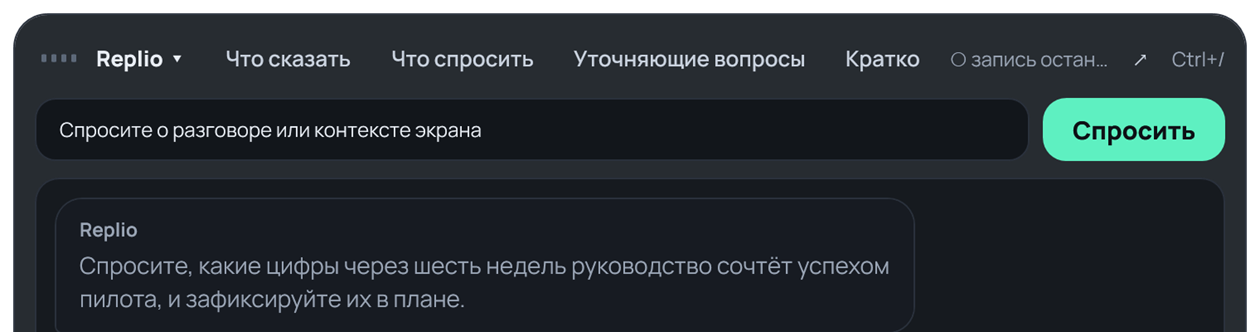 Replio ▼ Что сказать Что спросить Уточняющие вопросы Кратко ○ запись остан... ↗ Ctrl+/
Спросите о разговоре или контексте экрана
Спросить
Replio
Спросите, какие цифры через шесть недель руководство сочтёт успехом
пилота, и зафиксируйте их в плане.